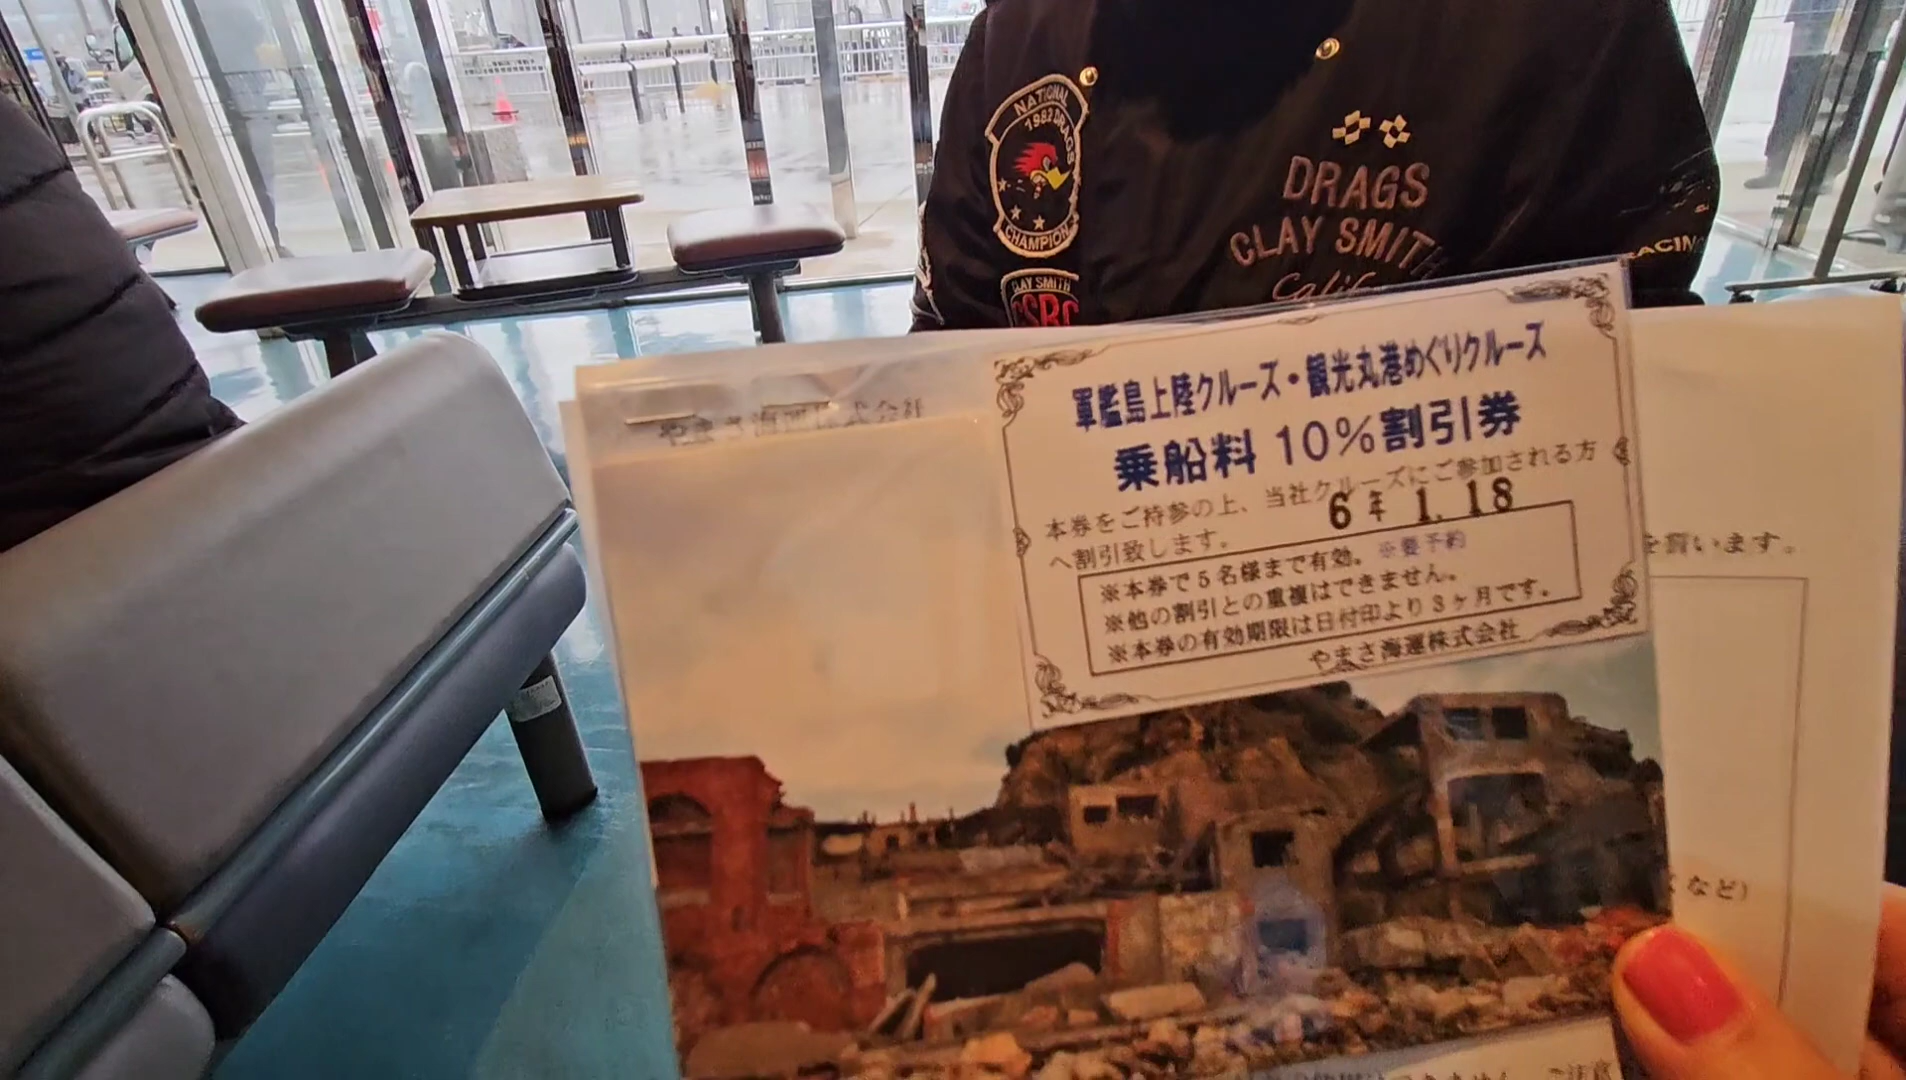 NATIONAL
1982 DRAGS
CHAMPION
CLAY SMITH
CSRC
DRAGS
CLAY SMITH
Calif
RACIN
やまさ海運株式会社
軍艦島上陸クルーズ・観光丸港めぐりクルーズ
乗船料 10%割引券
本券をご持参の上、当社クルーズにご参加される方
へ割引致します。
6年 1.18
※本券で5名様まで有効。※要予約
※他の割引との重複はできません。
※本券の有効期限は日付印より3ヶ月です。
やまさ海運株式会社
います。
など)